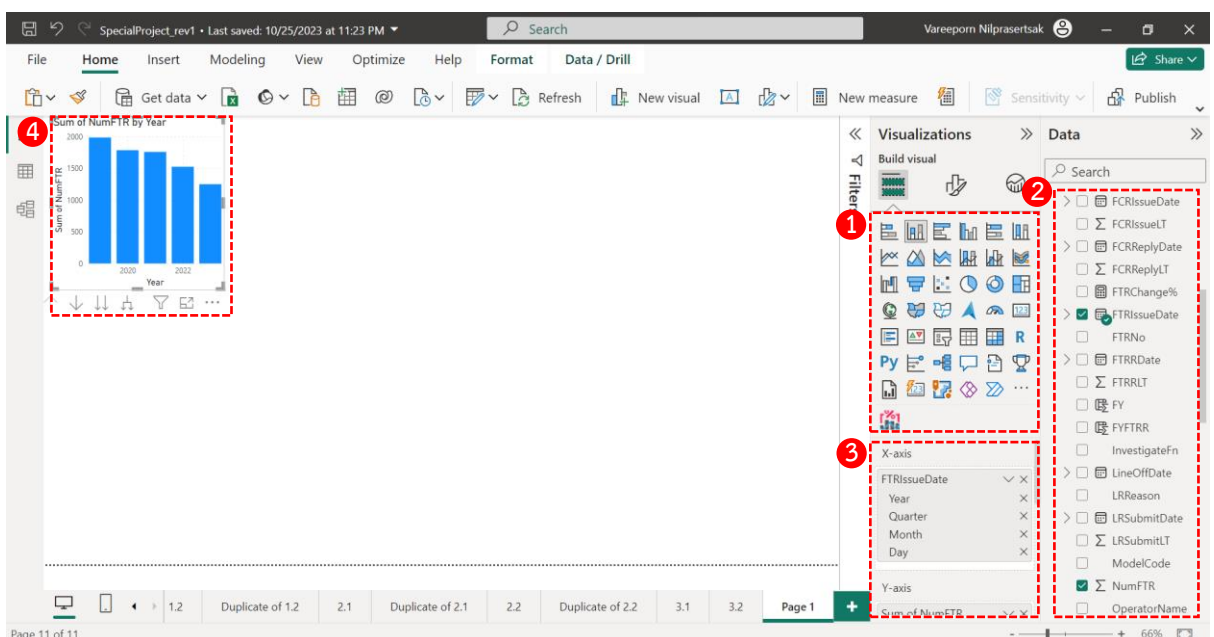 SpecialProject_rev1 • Last saved: 10/25/2023 at 11:23 PM
Search
Vareeporn Nilprasertsak
File Home Insert Modeling View Optimize Help Format Data / Drill
Share
Get data
Refresh
New visual
New measure
Sensitivity
Publish
4
Sum of NumFTR by Year
2000
1500
1000
500
0
Sum of NumFTR
2020 2022
Year
Filters
Visualizations
Build visual
1
123
R
Py
123
3
X-axis
FTRIssueDate
Year
Quarter
Month
Day
Y-axis
Sum of NumFTR
Data
Search
2
FCRIssueDate
FCRIssueLT
FCRReplyDate
FCRReplyLT
FTRChange%
FTRIssueDate
FTRNo
FTRRDate
FTRRLT
FY
FYFTRR
InvestigateFn
LineOffDate
LRReason
LRSubmitDate
LRSubmitLT
ModelCode
NumFTR
OperatorName
1.2 Duplicate of 1.2 2.1 Duplicate of 2.1 2.2 Duplicate of 2.2 3.1 3.2 Page 1 +
Page 11 of 11
- + 66%